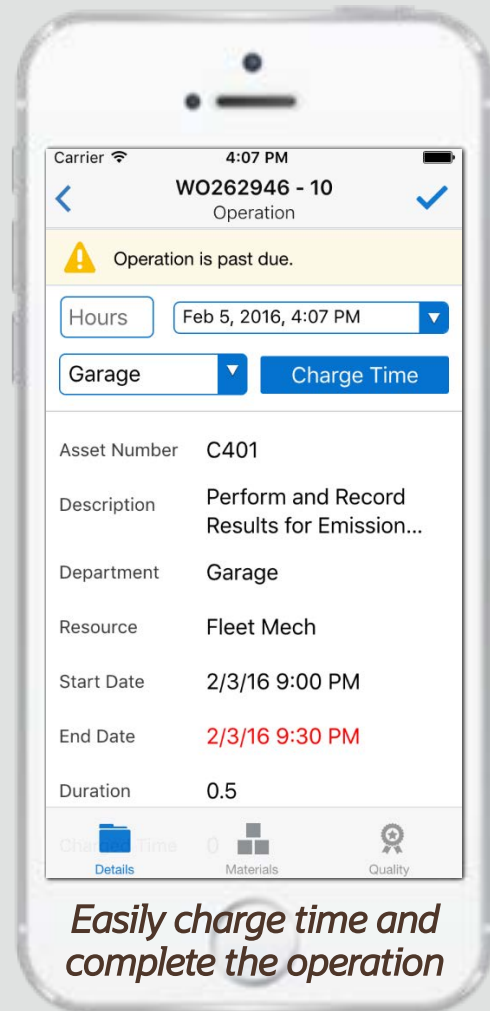 Carrier 4:07 PM
WO262946 - 10
Operation
Operation is past due.
Hours Feb 5, 2016, 4:07 PM
Garage Charge Time
Asset Number C401
Description Perform and Record
Results for Emission...
Department Garage
Resource Fleet Mech
Start Date 2/3/16 9:00 PM
End Date 2/3/16 9:30 PM
Duration 0.5
Charged Time 0
Details Materials Quality
Easily charge time and
complete the operation